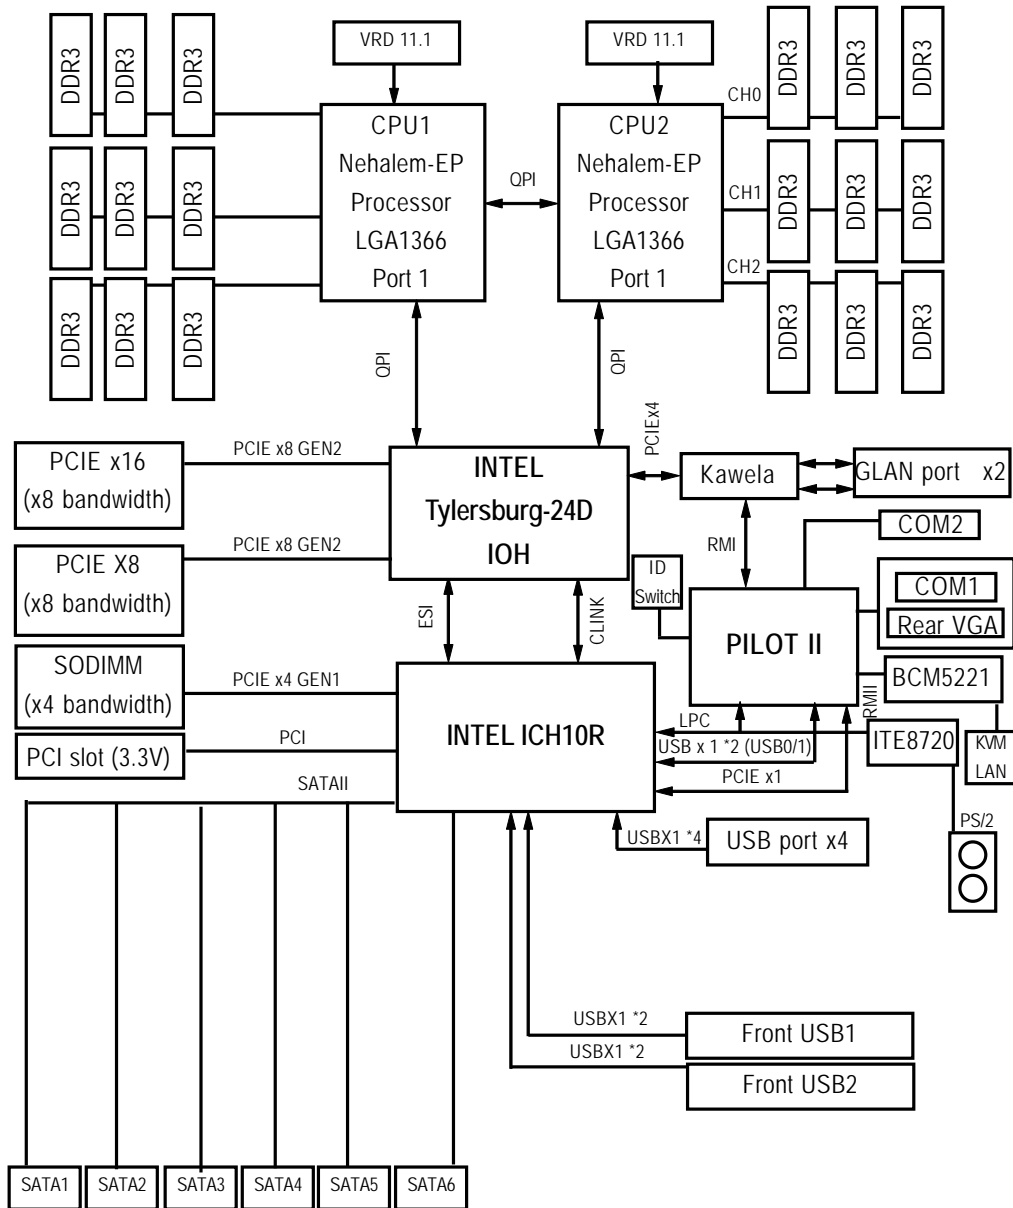 VRD 11.1
VRD 11.1
DDR3
DDR3
DDR3
DDR3
DDR3
DDR3
CH0
CPU1
Nehalem-EP
Processor
LGA1366
Port 1
QPI
CPU2
Nehalem-EP
Processor
LGA1366
Port 1
DDR3
DDR3
DDR3
CH1
DDR3
DDR3
DDR3
CH2
DDR3
DDR3
DDR3
DDR3
DDR3
DDR3
QPI
QPI
PCIEx4
PCIE x16
(x8 bandwidth)
PCIE x8 GEN2
INTEL
Tylersburg-24D
IOH
Kawela
GLAN port x2
COM2
PCIE X8
(x8 bandwidth)
PCIE x8 GEN2
RMI
ID
Switch
COM1
Rear VGA
ESI
CLINK
PILOT II
SODIMM
(x4 bandwidth)
PCIE x4 GEN1
BCM5221
RMII
INTEL ICH10R
LPC
ITE8720
KVM
LAN
PCI slot (3.3V)
PCI
USB x 1 *2 (USB0/1)
PCIE x1
SATAII
PS/2
USBX1 *4
USB port x4
USBX1 *2
Front USB1
USBX1 *2
Front USB2
SATA1
SATA2
SATA3
SATA4
SATA5
SATA6